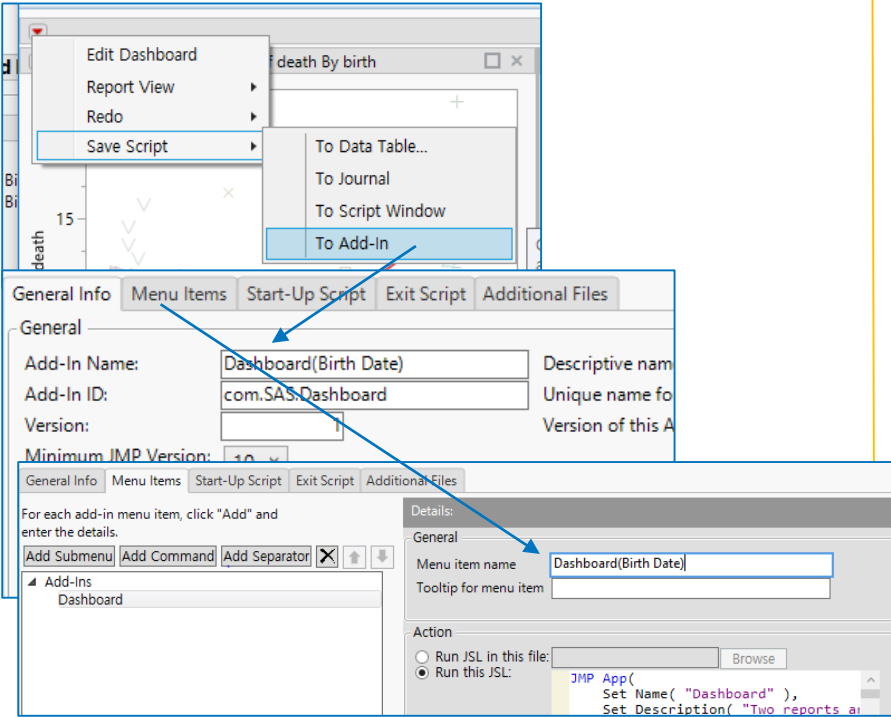 Edit Dashboard
f death By birth
Report View
Redo
Save Script
To Data Table...
To Journal
To Script Window
To Add-In
Bi
Bi
15
death
General Info Menu Items Start-Up Script Exit Script Additional Files
General
Add-In Name: Dashboard(Birth Date) Descriptive nam
Add-In ID: com.SAS.Dashboard Unique name fo
Version: 1 Version of this A
Minimum JMP Version: 10
General Info Menu Items Start-Up Script Exit Script Additional Files
For each add-in menu item, click "Add" and
enter the details.
Add Submenu Add Command Add Separator
Add-Ins
Dashboard
Details:
General
Menu item name Dashboard(Birth Date)
Tooltip for menu item
Action
Run JSL in this file: Browse
Run this JSL: JMP App(
Set Name( "Dashboard" ),
Set Description( "Two reports ar